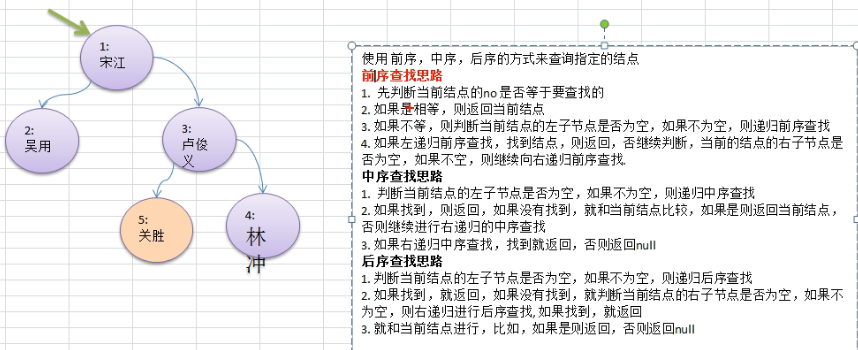 1:
宋江
2:
吴用
3:
卢俊
义
5:
关胜
4:
林
冲
使用 前序，中序，后序的方式来查询指定的结点
前序查找思路
1. 先判断当前结点的no 是否等于要查找的
2. 如果是相等，则返回当前结点
3. 如果不等，则判断当前结点的左子节点是否为空，如果不为空，则递归前序查找
4. 如果左递归前序查找，找到结点，则返回，否继续判断，当前的结点的右子节点是
否为空，如果不空，则继续向右递归前序查找.
中序查找思路
1. 判断当前结点的左子节点是否为空，如果不为空，则递归中序查找
2. 如果找到，则返回，如果没有找到，就和当前结点比较，如果是则返回当前结点，
否则继续进行右递归的中序查找
3. 如果右递归中序查找，找到就返回，否则返回null
后序查找思路
1. 判断当前结点的左子节点是否为空，如果不为空，则递归后序查找
2. 如果找到，就返回，如果没有找到，就判断当前结点的右子节点是否为空，如果不
为空，则右递归进行后序查找,如果找到，就返回
3. 就和当前结点进行，比如，如果是则返回，否则返回null